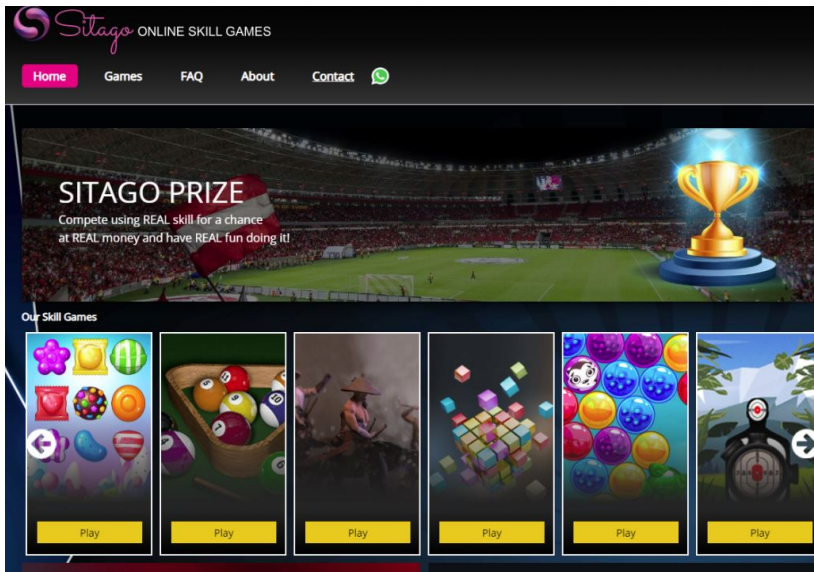 Sitago ONLINE SKILL GAMES
Home Games FAQ About Contact
SITAGO PRIZE
Compete using REAL skill for a chance
at REAL money and have REAL fun doing it!
Our Skill Games
Play Play Play Play Play Play